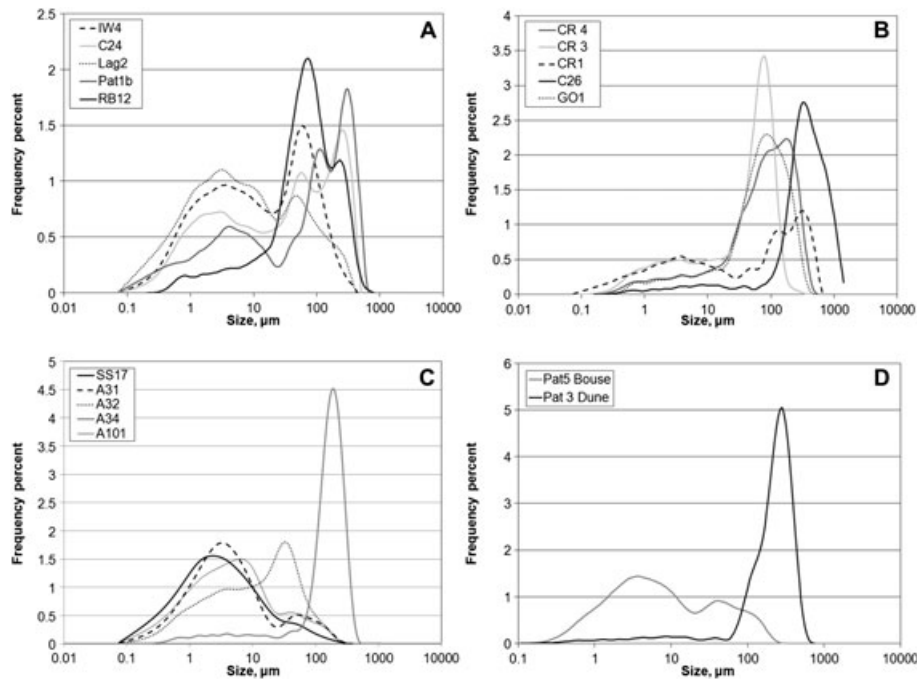 A
2.5
2
1.5
1
0.5
0
Frequency percent
IW4
C24
Lag2
Pat1b
RB12
0.01 0.1 1 10 100 1000 10000
Size, µm
B
4
3.5
3
2.5
2
1.5
1
0.5
0
Frequency percent
CR 4
CR 3
CR1
C26
GO1
0.01 0.1 1 10 100 1000 10000
Size, µm
C
5
4.5
4
3.5
3
2.5
2
1.5
1
0.5
0
Frequency percent
SS17
A31
A32
A34
A101
0.01 0.1 1 10 100 1000 10000
Size, µm
D
6
5
4
3
2
1
0
Frequency percent
Pat5 Bouse
Pat 3 Dune
0.1 1 10 100 1000 10000
Size, µm